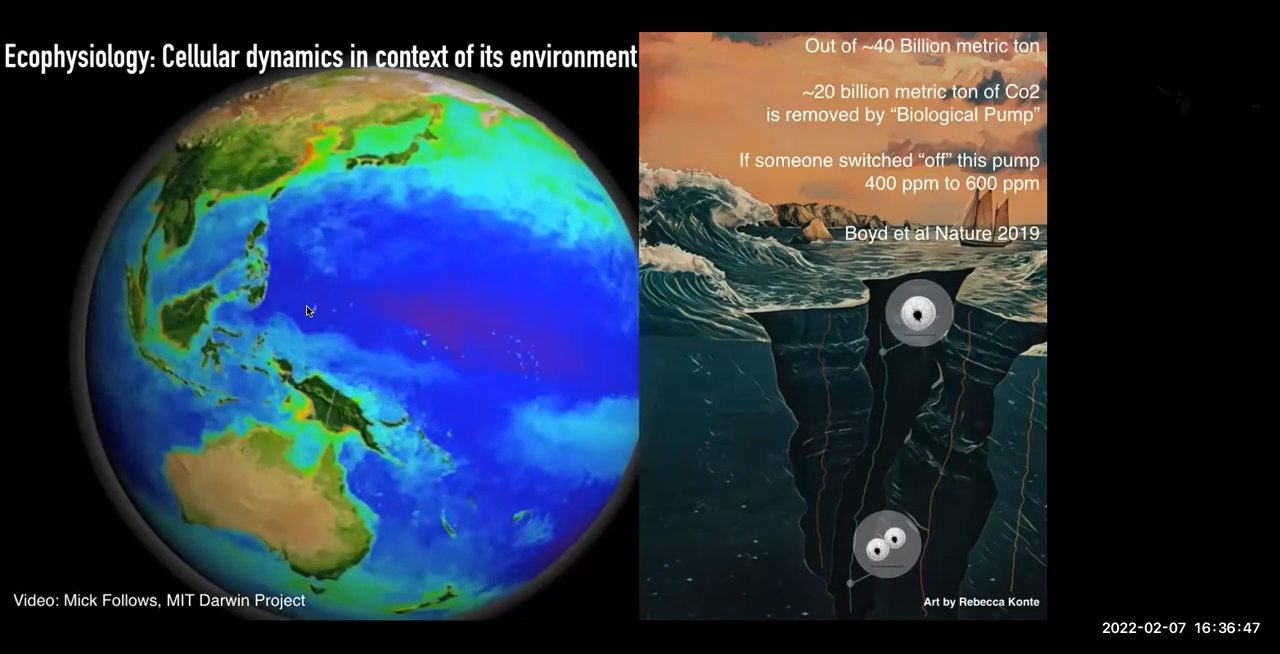 Ecophysiology: Cellular dynamics in context of its environment
Out of ~40 Billion metric ton
~20 billion metric ton of Co2
is removed by “Biological Pump”
If someone switched “off” this pump
400 ppm to 600 ppm
Boyd et al Nature 2019
Video: Mick Follows, MIT Darwin Project
Art by Rebecca Konte
2022-02-07 16:36:47